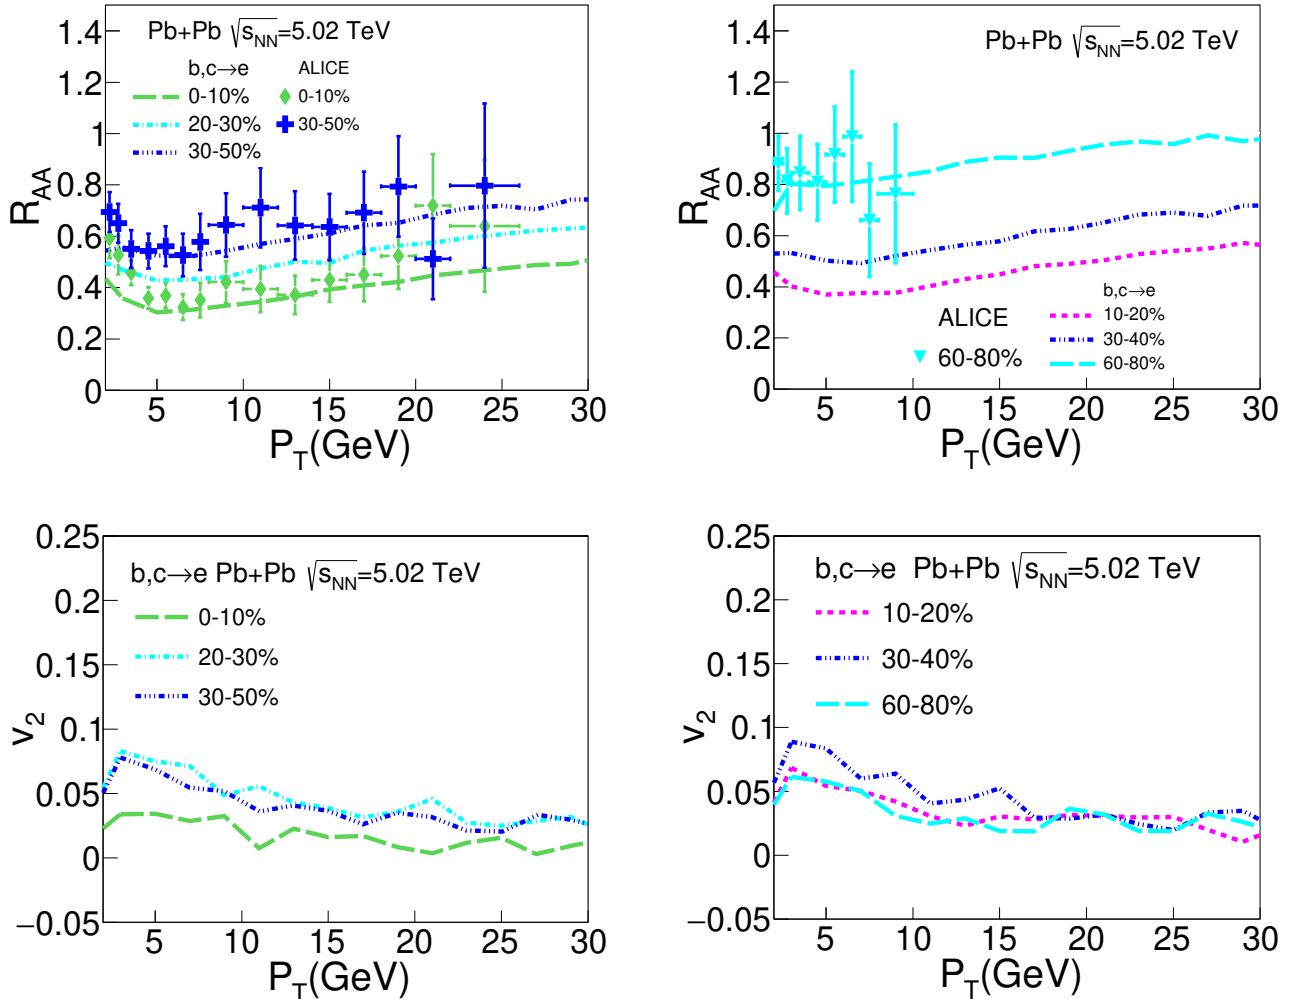 Pb+Pb √sNN=5.02 TeV
b,c→e ALICE
0-10% 0-10%
20-30% 30-50%
30-50%
RAA
1.4
1.2
1
0.8
0.6
0.4
0.2
0
5 10 15 20 25 30
PT(GeV)
Pb+Pb √sNN=5.02 TeV
RAA
1.4
1.2
1
0.8
0.6
0.4
0.2
0
b,c→e
ALICE 10-20%
30-40%
60-80% 60-80%
5 10 15 20 25 30
PT(GeV)
b,c→e Pb+Pb √sNN=5.02 TeV
0-10%
20-30%
30-50%
v2
0.25
0.2
0.15
0.1
0.05
0
−0.05
5 10 15 20 25 30
PT(GeV)
b,c→e Pb+Pb √sNN=5.02 TeV
10-20%
30-40%
60-80%
v2
0.25
0.2
0.15
0.1
0.05
0
−0.05
5 10 15 20 25 30
PT(GeV)